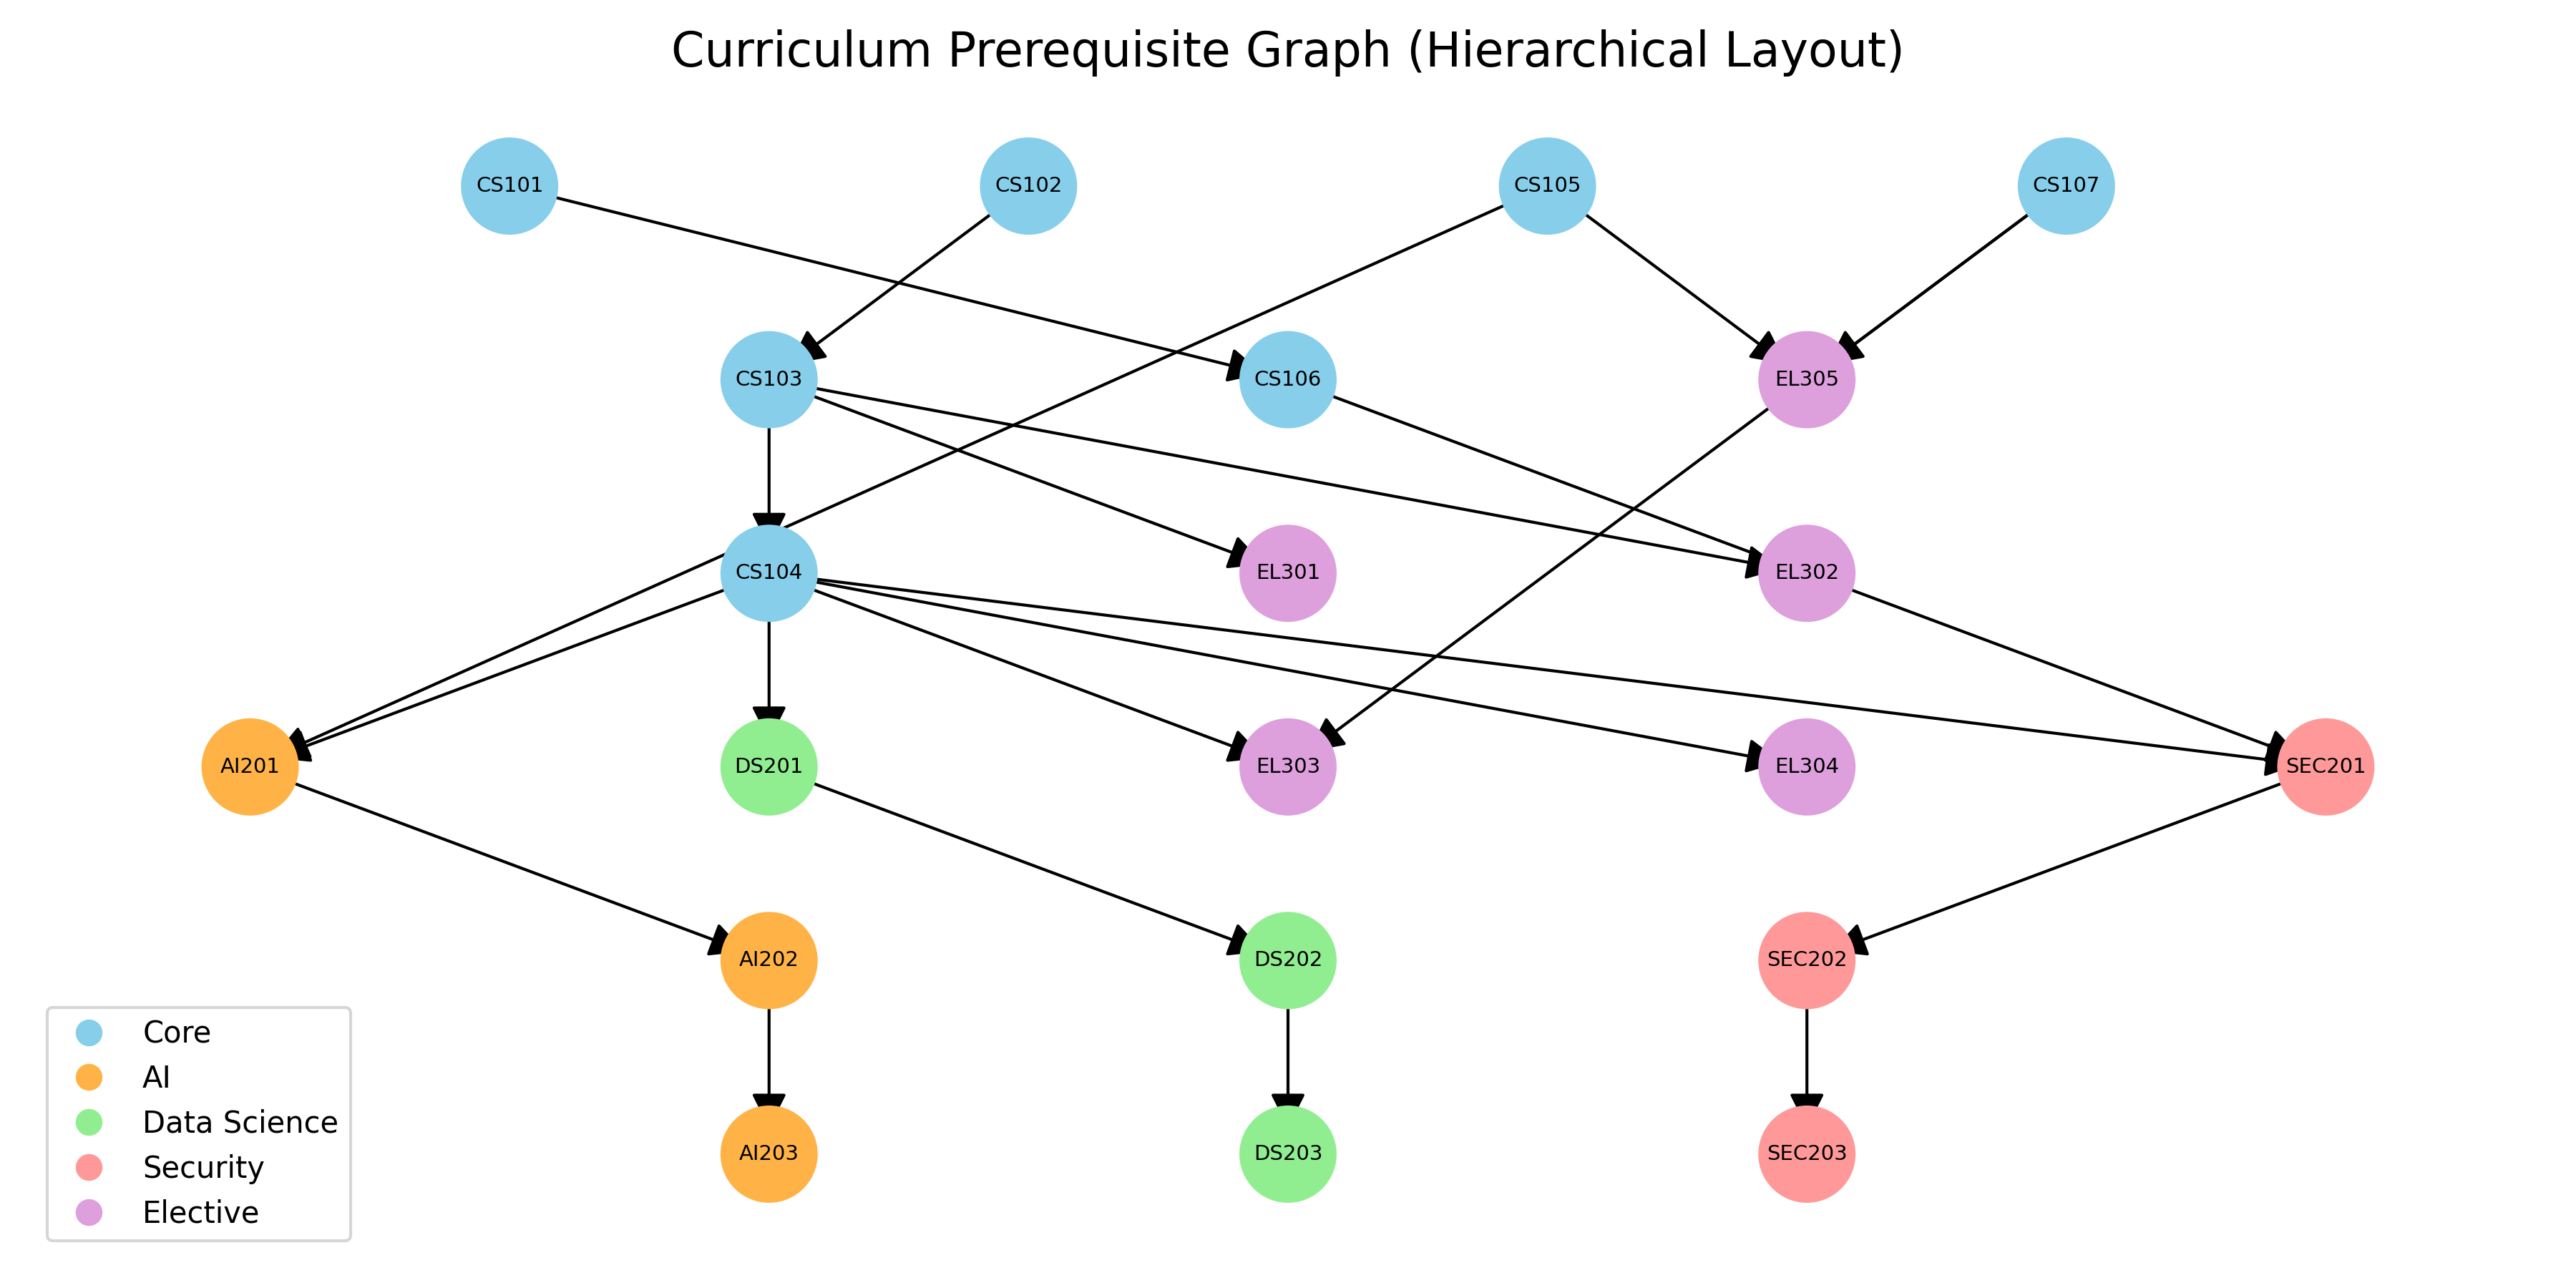 Curriculum Prerequisite Graph (Hierarchical Layout)
CS101
CS102
CS105
CS107
CS103
CS106
EL305
CS104
EL301
EL302
AI201
DS201
EL303
EL304
SEC201
AI202
DS202
SEC202
AI203
DS203
SEC203
Core
AI
Data Science
Security
Elective